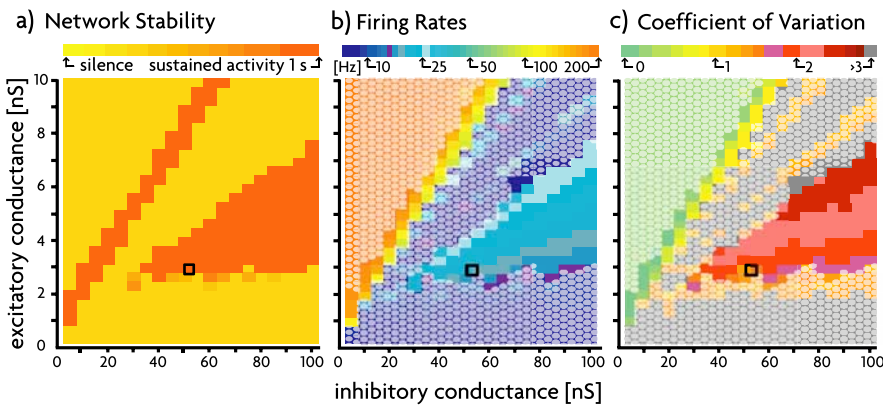 a) Network Stability
silence sustained activity 1 s
b) Firing Rates
[Hz] 10 25 50 100 200
c) Coefficient of Variation
0 1 2 >3
excitatory conductance [nS]
10
8
6
4
2
0
0 20 40 60 80 100
0 20 40 60 80 100
0 20 40 60 80 100
inhibitory conductance [nS]